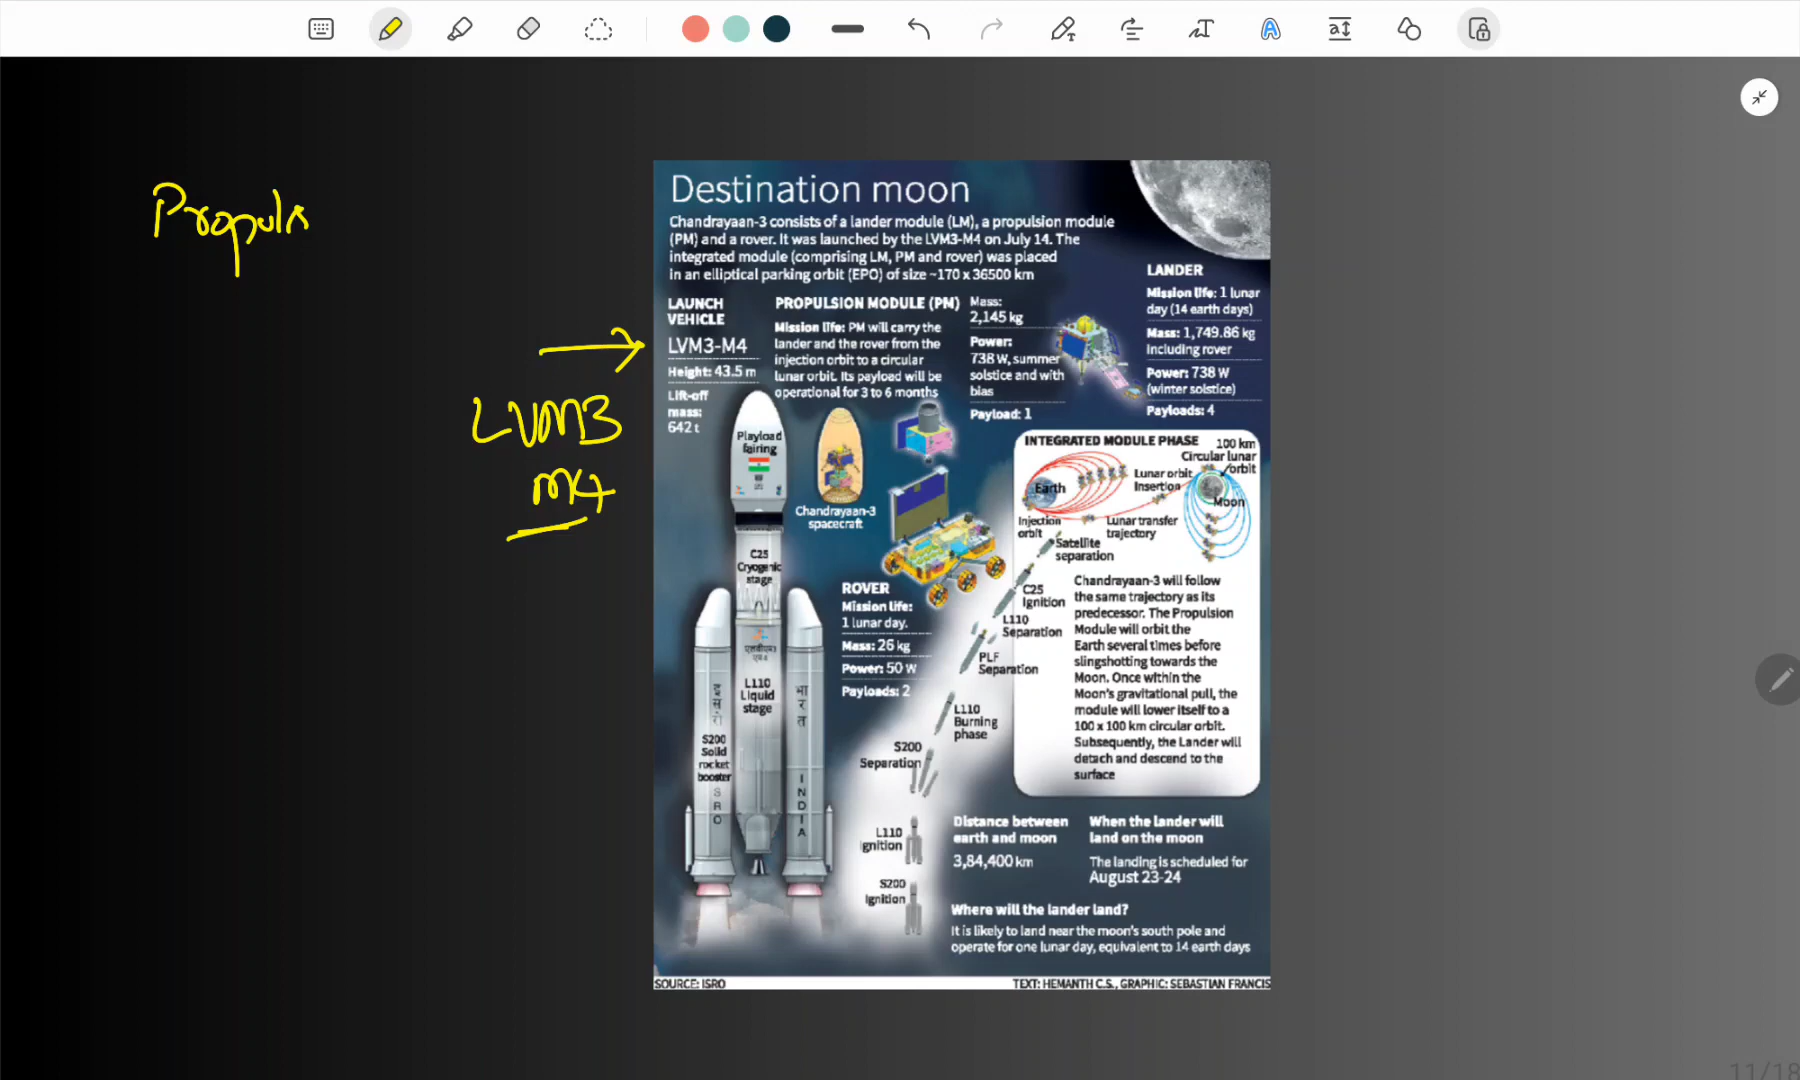 Propuls
LVM3
M4
Destination moon
Chandrayaan-3 consists of a lander module (LM), a propulsion module
(PM) and a rover. It was launched by the LVM3-M4 on July 14. The
integrated module (comprising LM, PM and rover) was placed
in an elliptical parking orbit (EPO) of size ~170 x 36500 km
LAUNCH
VEHICLE
LVM3-M4
Height: 43.5 m
Lift-off
mass:
642 t
PROPULSION MODULE (PM)
Mission life: PM will carry the
lander and the rover from the
injection orbit to a circular
lunar orbit. Its payload will be
operational for 3 to 6 months
Mass:
2,145 kg
Power:
738 W, summer
solstice and with
bias
Payload: 1
LANDER
Mission life: 1 lunar
day (14 earth days)
Mass: 1,749.86 kg
including rover
Power: 738 W
(winter solstice)
Payloads: 4
Playload
fairing
Chandrayaan-3
spacecraft
C25
Cryogenic
stage
एलवीएम3
एम4
L110
Liquid
stage
इसरो
भारत
S200
Solid
rocket
booster
ISRO
INDIA
ROVER
Mission life:
1 lunar day.
Mass: 26 kg
Power: 50 W
Payloads: 2
INTEGRATED MODULE PHASE
100 km
Circular lunar
orbit
Lunar orbit
Insertion
Earth
Moon
Injection
orbit
Lunar transfer
trajectory
Satellite
separation
C25
Ignition
L110
Separation
PLF
Separation
L110
Burning
phase
S200
Separation
L110
Ignition
S200
Ignition
Chandrayaan-3 will follow
the same trajectory as its
predecessor. The Propulsion
Module will orbit the
Earth several times before
slingshotting towards the
Moon. Once within the
Moon's gravitational pull, the
module will lower itself to a
100 x 100 km circular orbit.
Subsequently, the Lander will
detach and descend to the
surface
Distance between
earth and moon
3,84,400 km
When the lander will
land on the moon
The landing is scheduled for
August 23-24
Where will the lander land?
It is likely to land near the moon's south pole and
operate for one lunar day, equivalent to 14 earth days
SOURCE: ISRO
TEXT: HEMANTH C.S., GRAPHIC: SEBASTIAN FRANCIS
11/18